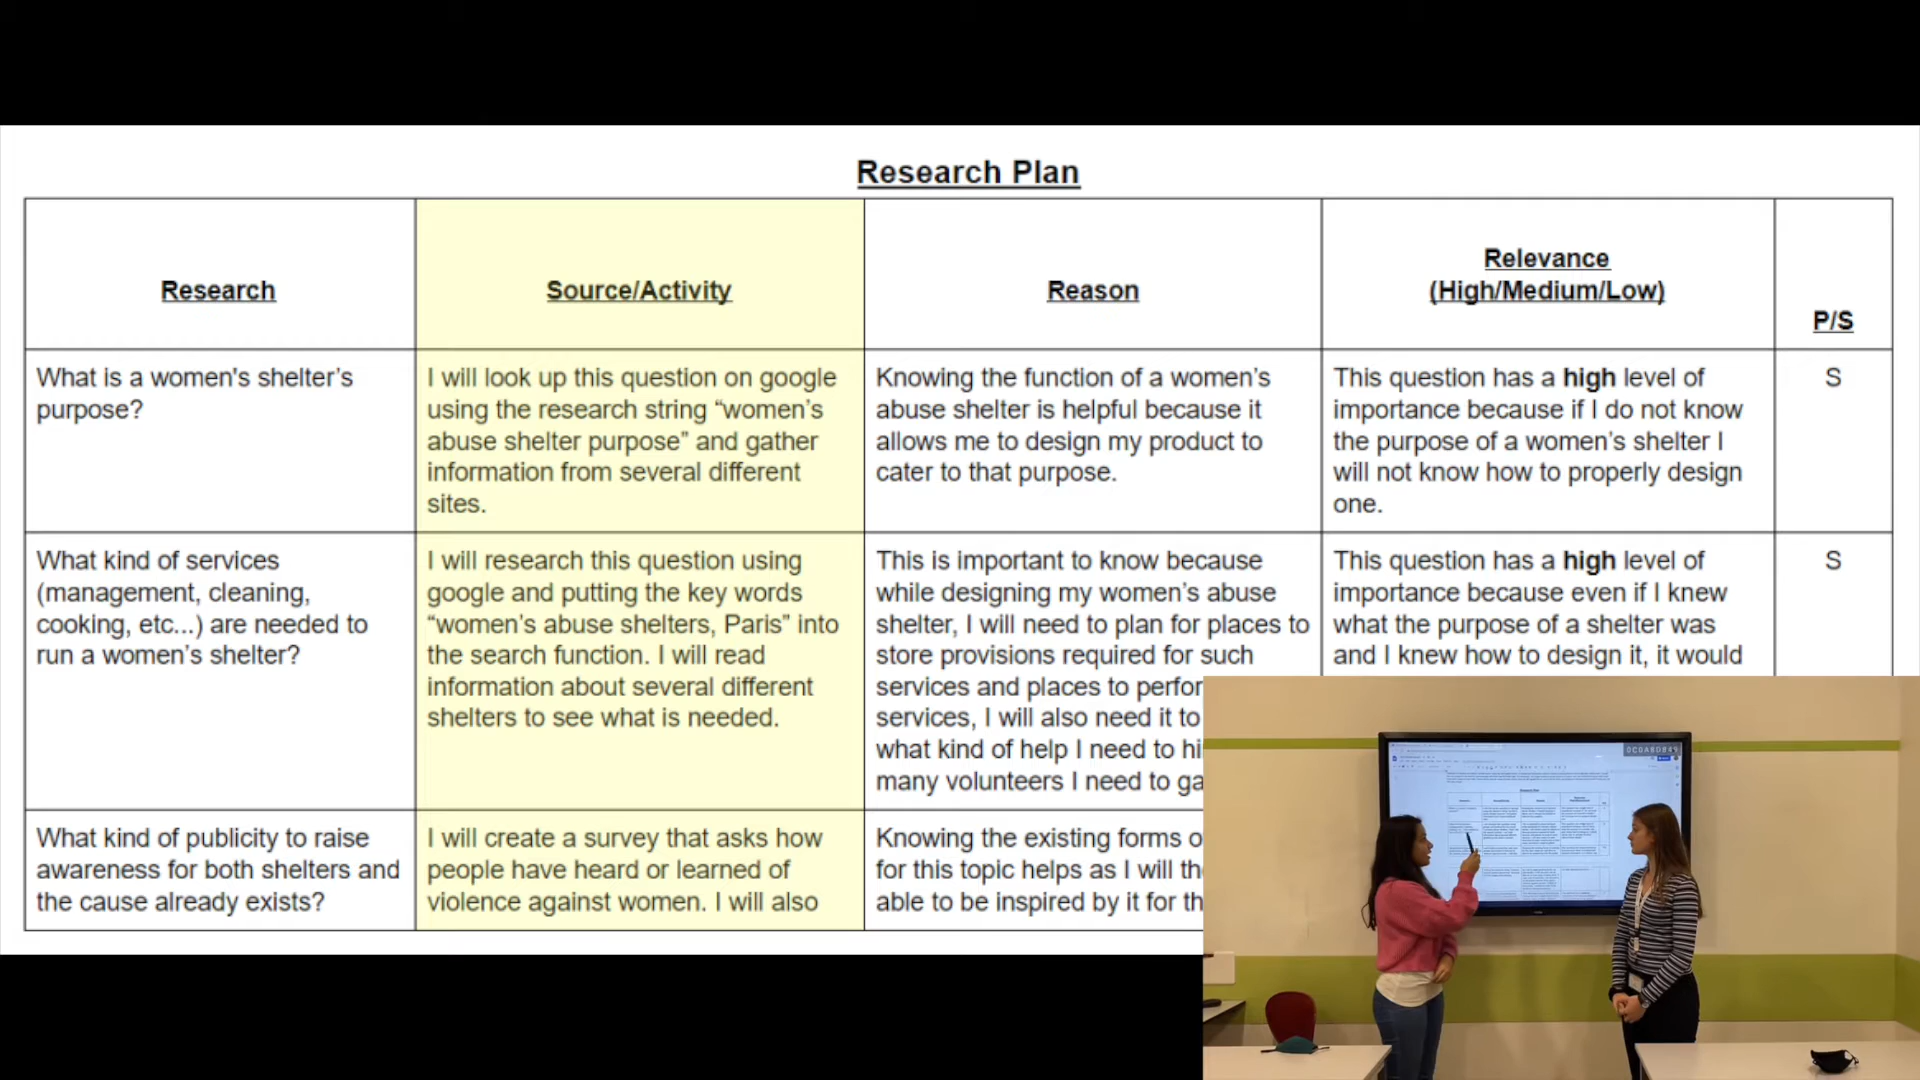 Research Plan
Research
Source/Activity
Reason
Relevance
(High/Medium/Low)
P/S
What is a women's shelter’s
purpose?
I will look up this question on google
using the research string “women’s
abuse shelter purpose” and gather
information from several different
sites.
Knowing the function of a women’s
abuse shelter is helpful because it
allows me to design my product to
cater to that purpose.
This question has a high level of
importance because if I do not know
the purpose of a women’s shelter I
will not know how to properly design
one.
S
What kind of services
(management, cleaning,
cooking, etc...) are needed to
run a women’s shelter?
I will research this question using
google and putting the key words
“women’s abuse shelters, Paris” into
the search function. I will read
information about several different
shelters to see what is needed.
This is important to know because
while designing my women’s abuse
shelter, I will need to plan for places to
store provisions required for such
services and places to perfor
services, I will also need it to
what kind of help I need to hi
many volunteers I need to ga
This question has a high level of
importance because even if I knew
what the purpose of a shelter was
and I knew how to design it, it would
S
What kind of publicity to raise
awareness for both shelters and
the cause already exists?
I will create a survey that asks how
people have heard or learned of
violence against women. I will also
Knowing the existing forms o
for this topic helps as I will th
able to be inspired by it for th